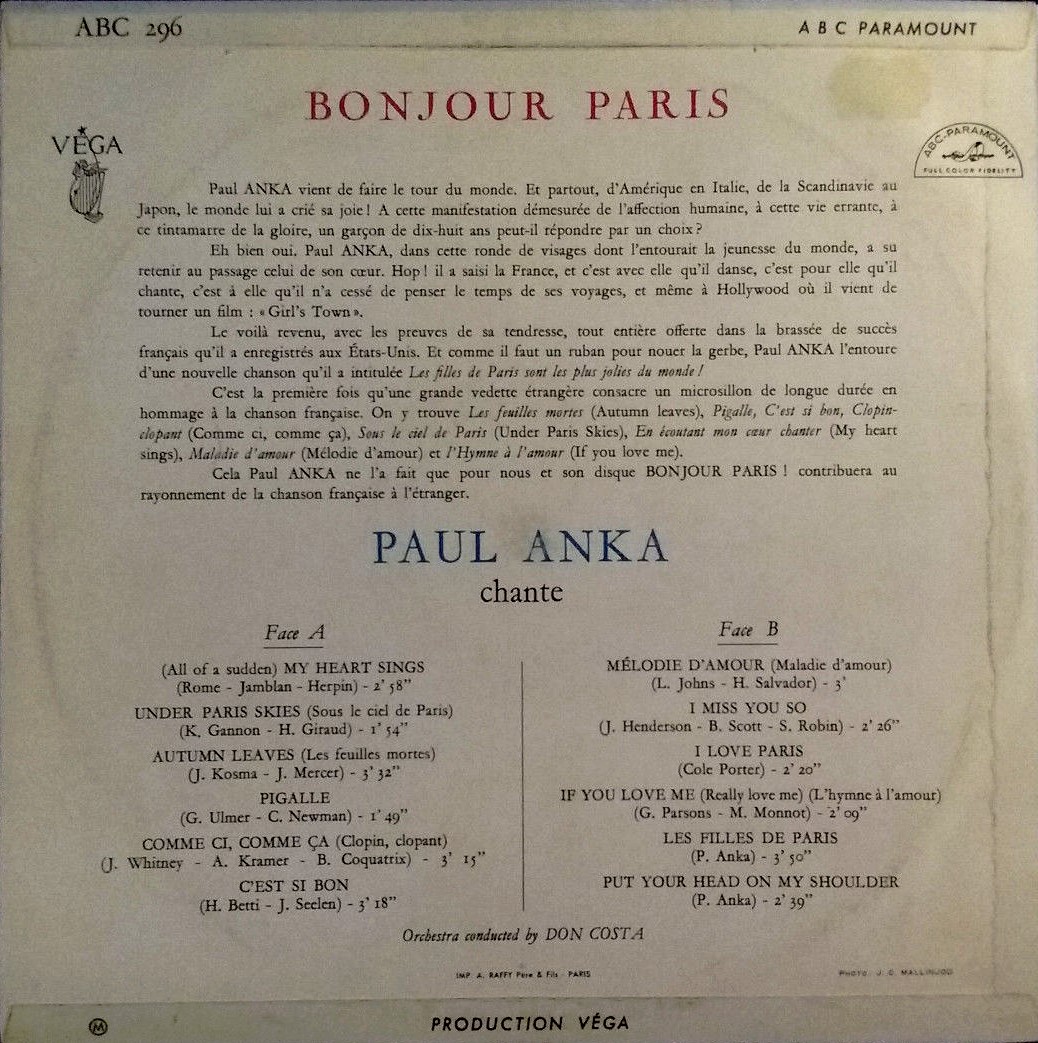 ABC 296
ABC PARAMOUNT
BONJOUR PARIS
VÉGA
ABC-PARAMOUNT
FULL COLOR FIDELITY
Paul ANKA vient de faire le tour du monde. Et partout, d'Amérique en Italie, de la Scandinavie au
Japon, le monde lui a crié sa joie ! A cette manifestation démesurée de l'affection humaine, à cette vie errante, à
ce tintamarre de la gloire, un garçon de dix-huit ans peut-il répondre par un choix ?
Eh bien oui. Paul ANKA, dans cette ronde de visages dont l'entourait la jeunesse du monde, a su
retenir au passage celui de son cœur. Hop ! il a saisi la France, et c'est avec elle qu'il danse, c'est pour elle qu'il
chante, c'est à elle qu'il n'a cessé de penser le temps de ses voyages, et même à Hollywood où il vient de
tourner un film : « Girl's Town ».
Le voilà revenu, avec les preuves de sa tendresse, tout entière offerte dans la brassée de succès
français qu'il a enregistrés aux États-Unis. Et comme il faut un ruban pour nouer la gerbe, Paul ANKA l'entoure
d'une nouvelle chanson qu'il a intitulée Les filles de Paris sont les plus jolies du monde !
C'est la première fois qu'une grande vedette étrangère consacre un microsillon de longue durée en
hommage à la chanson française. On y trouve Les feuilles mortes (Autumn leaves), Pigalle, C'est si bon, Clopin-
clopant (Comme ci, comme ça), Sous le ciel de Paris (Under Paris Skies), En écoutant mon cœur chanter (My heart
sings), Maladie d'amour (Mélodie d'amour) et l'Hymne à l'amour (If you love me).
Cela Paul ANKA ne l'a fait que pour nous et son disque BONJOUR PARIS ! contribuera au
rayonnement de la chanson française à l'étranger.
PAUL ANKA
chante
Face A
(All of a sudden) MY HEART SINGS
(Rome - Jamblan - Herpin) - 2' 58"
UNDER PARIS SKIES (Sous le ciel de Paris)
(K. Gannon - H. Giraud) - 1' 54"
AUTUMN LEAVES (Les feuilles mortes)
(J. Kosma - J. Mercer) - 3' 32"
PIGALLE
(G. Ulmer - C. Newman) - 1' 49"
COMME CI, COMME ÇA (Clopin, clopant)
(J. Whitney - A. Kramer - B. Coquatrix) - 3' 15"
C'EST SI BON
(H. Betti - J. Seelen) - 3' 18"
Face B
MÉLODIE D'AMOUR (Maladie d'amour)
(L. Johns - H. Salvador) - 3'
I MISS YOU SO
(J. Henderson - B. Scott - S. Robin) - 2' 26"
I LOVE PARIS
(Cole Porter) - 2' 20"
IF YOU LOVE ME (Really love me) (L'hymne à l'amour)
(G. Parsons - M. Monnot) - 2' 09"
LES FILLES DE PARIS
(P. Anka) - 3' 50"
PUT YOUR HEAD ON MY SHOULDER
(P. Anka) - 2' 39"
Orchestra conducted by DON COSTA
IMP. A. RAFFY Père & Fils - PARIS
PHOTO : J. C. MALLINJOD
M
PRODUCTION VÉGA